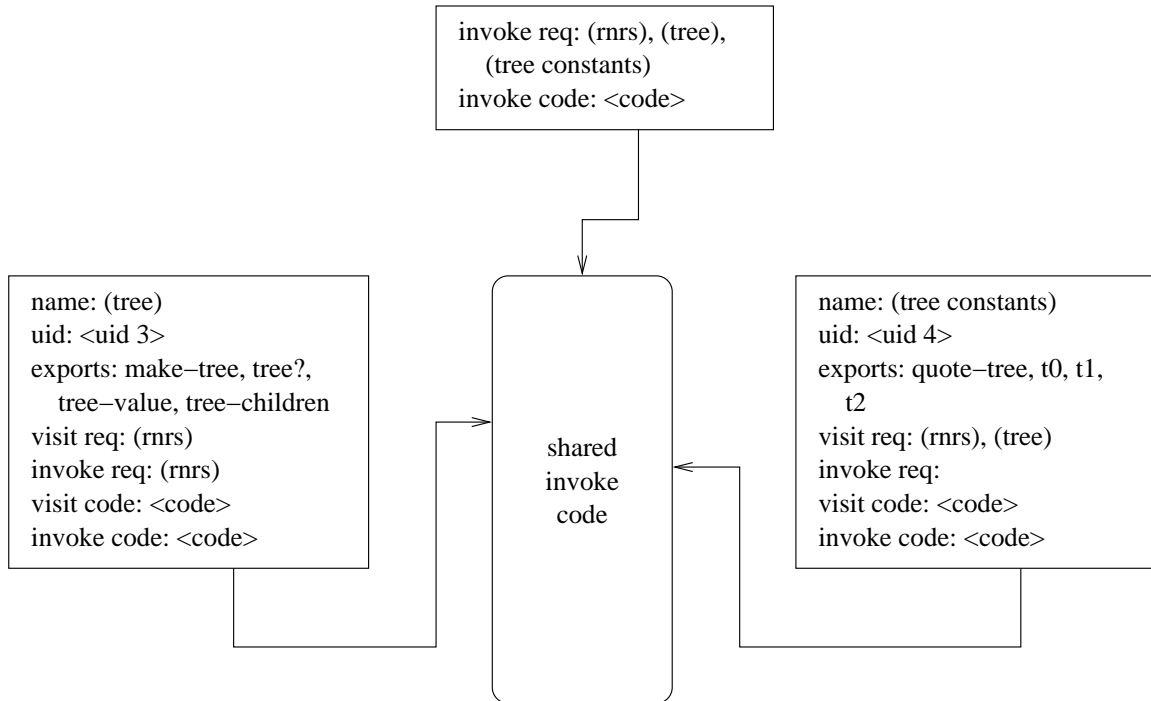 invoke req: (rnrs), (tree),
(tree constants)
invoke code: <code>
name: (tree)
uid: <uid 3>
exports: make−tree, tree?,
tree−value, tree−children
visit req: (rnrs)
invoke req: (rnrs)
visit code: <code>
invoke code: <code>
shared
invoke
code
name: (tree constants)
uid: <uid 4>
exports: quote−tree, t0, t1,
t2
visit req: (rnrs), (tree)
invoke req:
visit code: <code>
invoke code: <code>